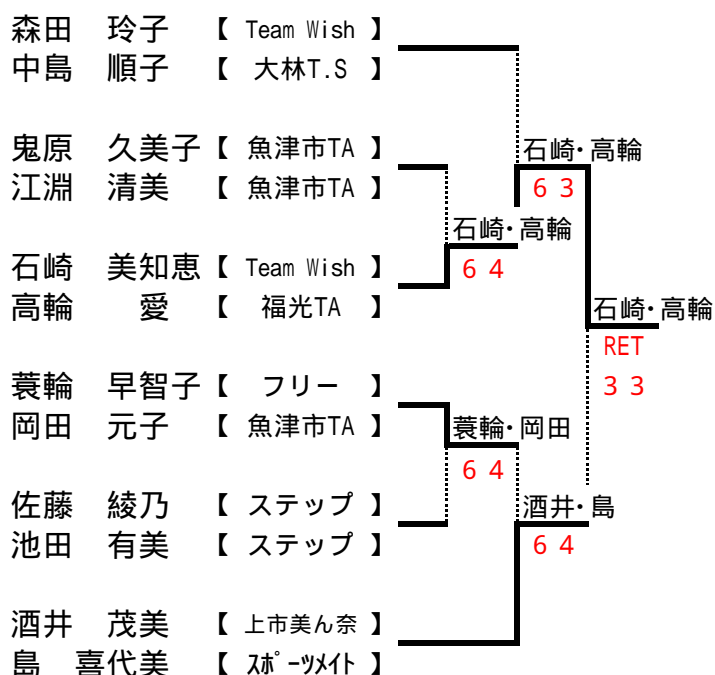 森田　玲子　【 Team Wish 】
中島　順子　【 大林T.S 】
鬼原　久美子【 魚津市TA 】
石崎・高輪
江淵　清美　【 魚津市TA 】
6 3
石崎・高輪
石崎　美知恵【 Team Wish 】
6 4
高輪　　愛　【 福光TA 】
石崎・高輪
RET
蓑輪　早智子【 フリー 】
3 3
岡田　元子　【 魚津市TA 】
蓑輪・岡田
6 4
佐藤　綾乃　【 ステップ 】
酒井・島
池田　有美　【 ステップ 】
6 4
酒井　茂美　【 上市美ん奈 】
島　喜代美　【 ｽﾎﾟｰﾂﾒｲﾄ 】